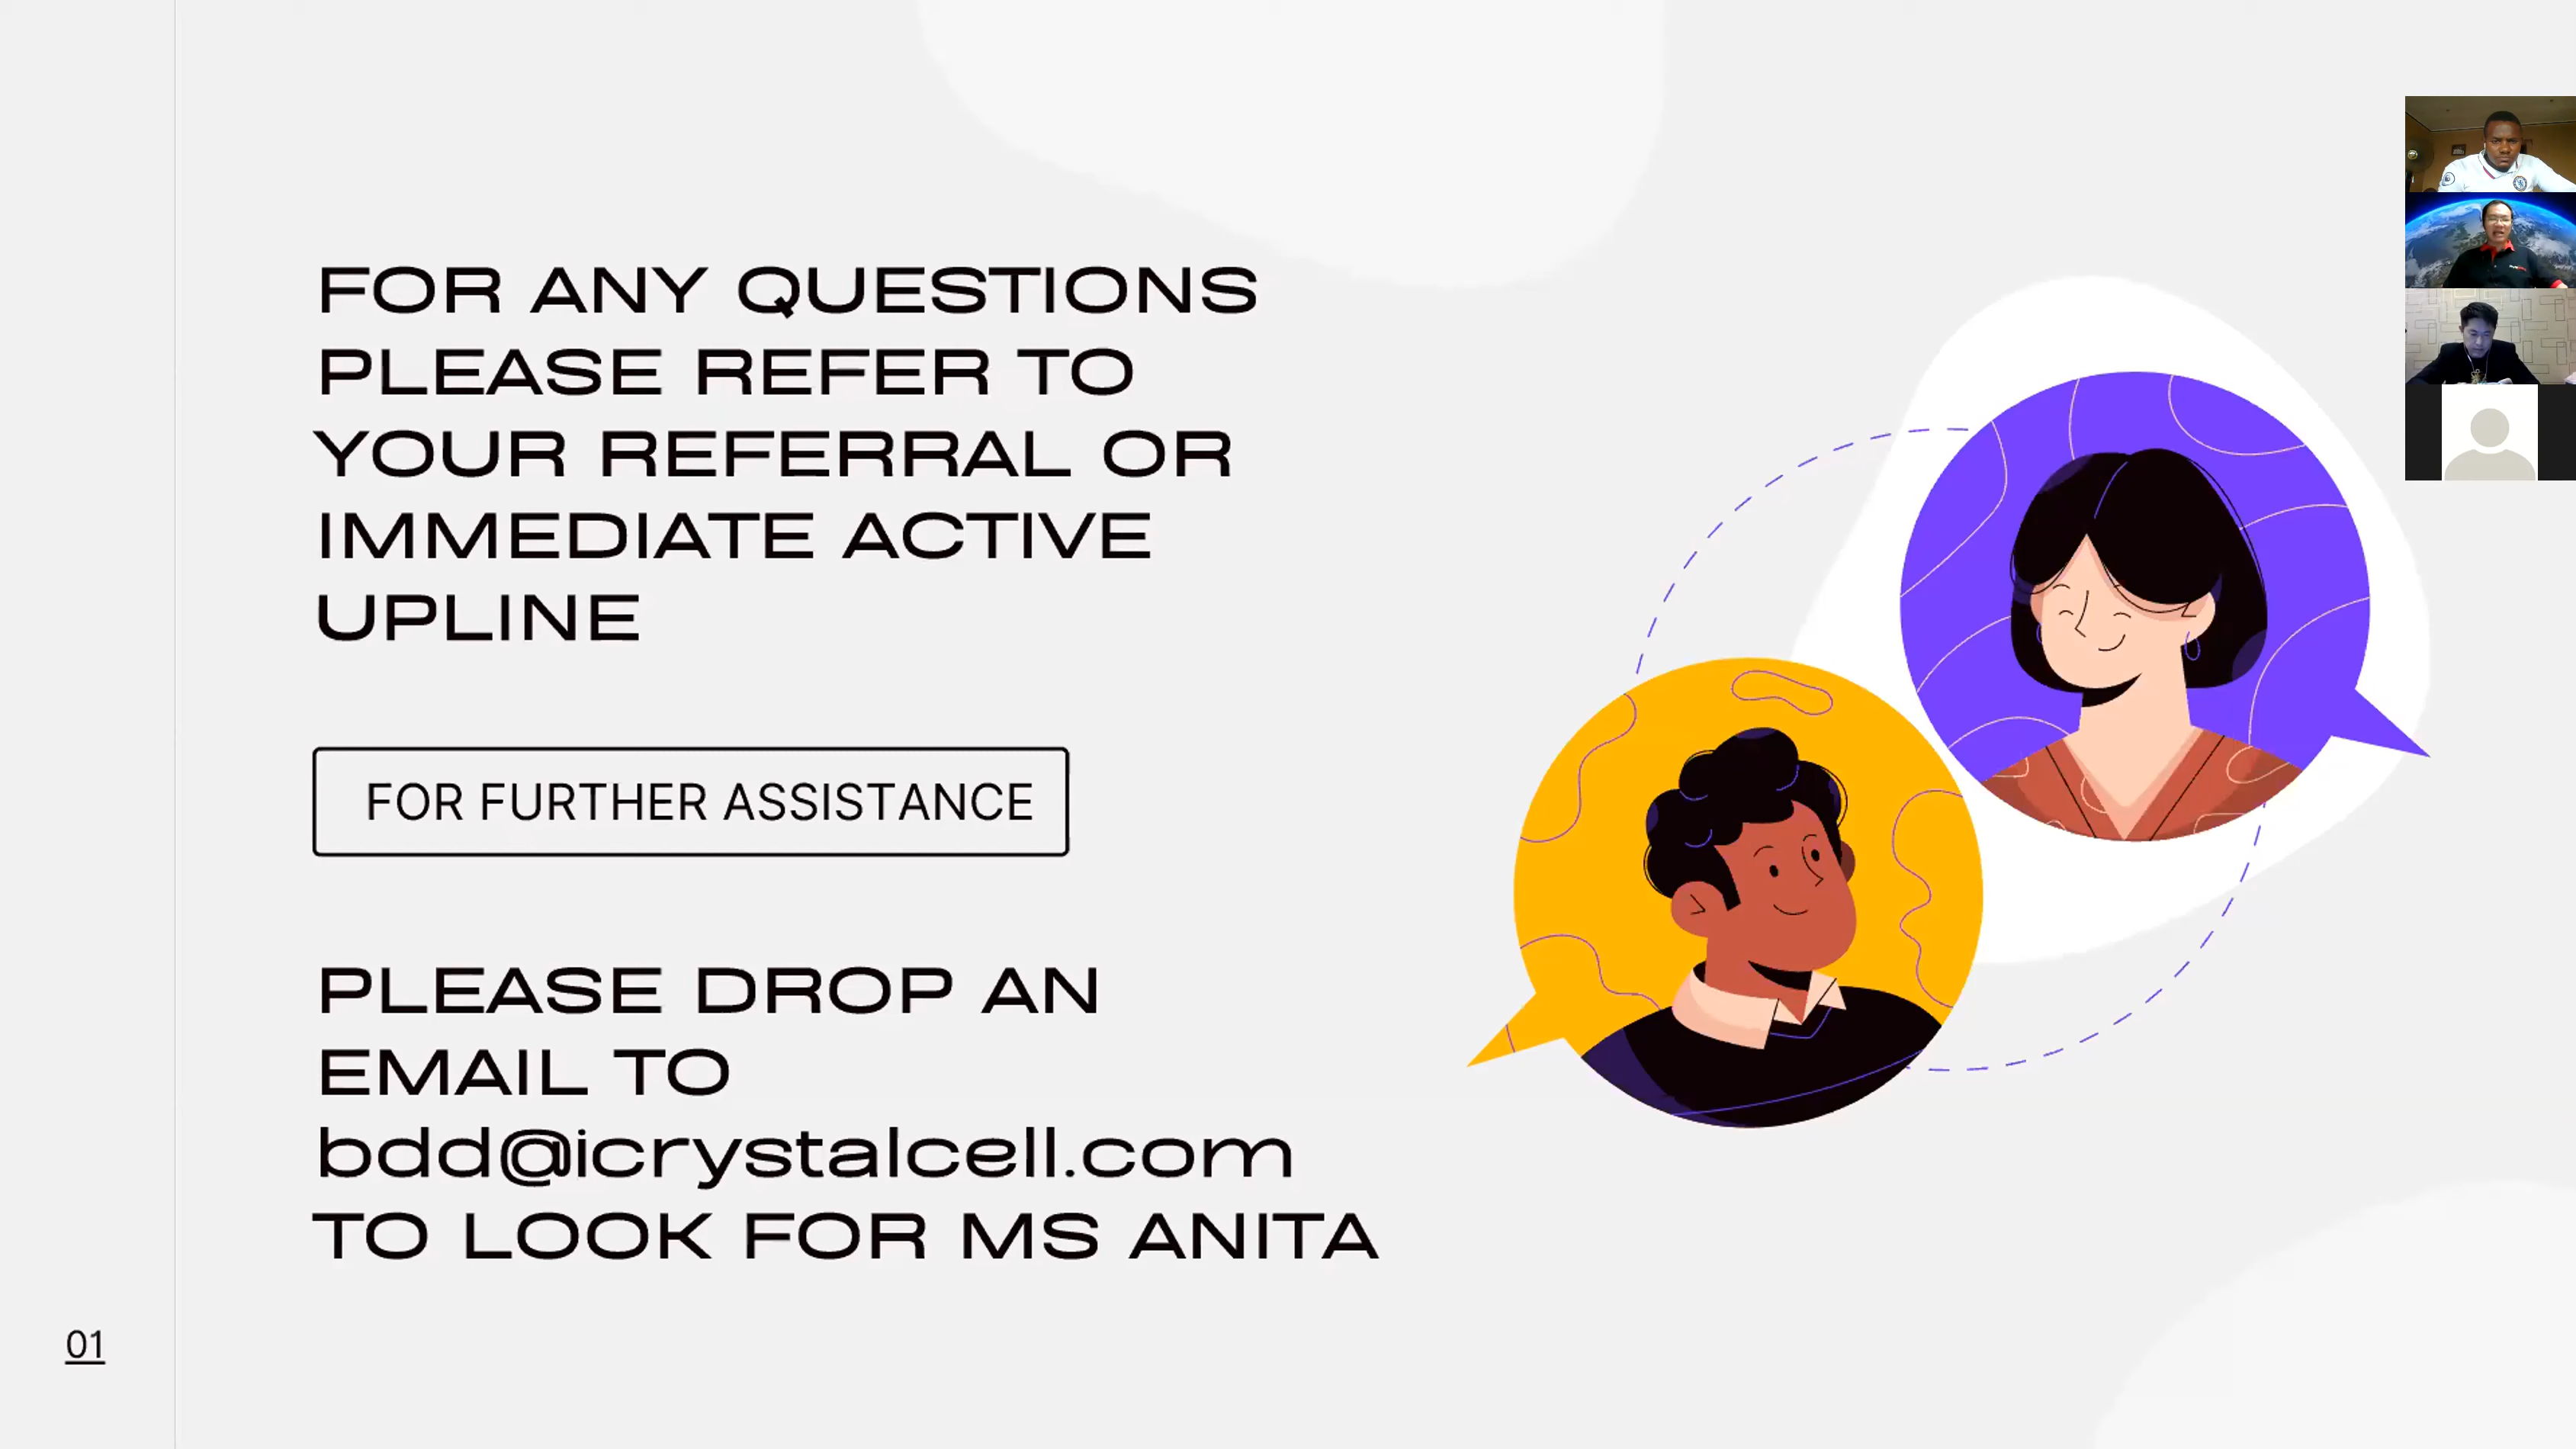 FOR ANY QUESTIONS
PLEASE REFER TO
YOUR REFERRAL OR
IMMEDIATE ACTIVE
UPLINE
FOR FURTHER ASSISTANCE
PLEASE DROP AN
EMAIL TO
bdd@icrystalcell.com
TO LOOK FOR MS ANITA
01